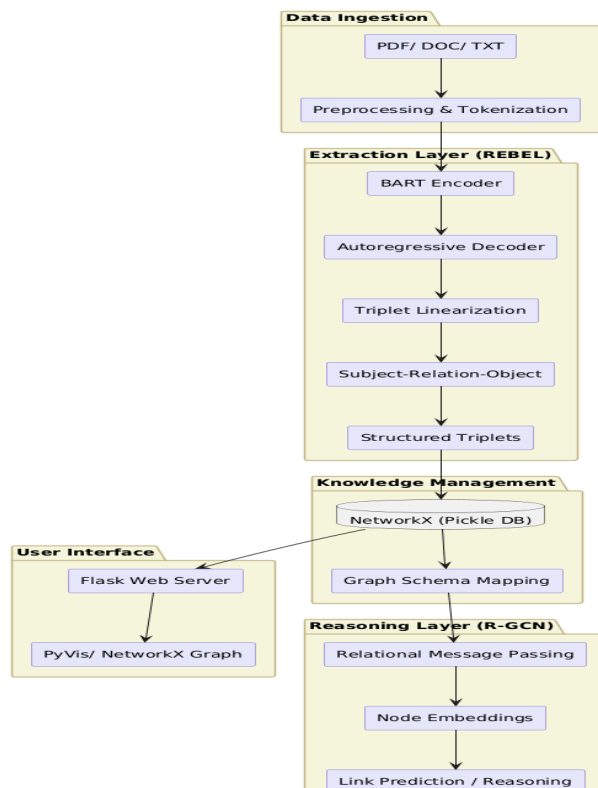 Data Ingestion
PDF/ DOC/ TXT
Preprocessing & Tokenization
Extraction Layer (REBEL)
BART Encoder
Autoregressive Decoder
Triplet Linearization
Subject-Relation-Object
Structured Triplets
Knowledge Management
NetworkX (Pickle DB)
Graph Schema Mapping
User Interface
Flask Web Server
PyVis/ NetworkX Graph
Reasoning Layer (R-GCN)
Relational Message Passing
Node Embeddings
Link Prediction / Reasoning